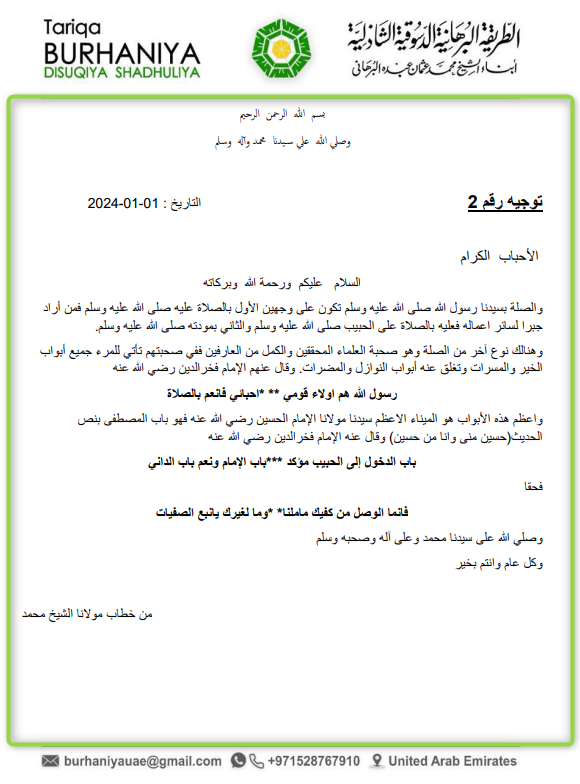 Tariqa
BURHANIYA
DISUQIYA SHADHULIYA
الطريقة البرهانية الدسوقية الشاذلية
أبناء الشيخ محمد عثمان عبده البرهاني
بسم الله الرحمن الرحيم
وصلي الله علي سيدنا محمد وآله وسلم
توجيه رقم 2
التاريخ : 01-01-2024
الأحباب الكرام
السلام عليكم ورحمة الله وبركاته
والصلة بسيدنا رسول الله صلى الله عليه وسلم تكون على وجهين الأول بالصلاة عليه صلى الله عليه وسلم فمن أراد
جبرا لسائر اعماله فعليه بالصلاة على الحبيب صلى الله عليه وسلم والثاني بمودته صلى الله عليه وسلم.
وهنالك نوع آخر من الصلة وهو صحبة العلماء المحققين والكمل من العارفين ففي صحبتهم تأتي للمرء جميع أبواب
الخير والمسرات وتغلق عنه أبواب النوازل والمضرات. وقال عنهم الإمام فخرالدين رضي الله عنه
رسول الله هم اولاء قومي ** *احبائي فانعم بالصلاة
واعظم هذه الأبواب هو الميناء الاعظم سيدنا مولانا الإمام الحسين رضي الله عنه فهو باب المصطفى بنص
الحديث(حسين منى وانا من حسين) وقال عنه الإمام فخرالدين رضي الله عنه
باب الدخول إلى الحبيب مؤكد ***باب الإمام ونعم باب الداني
فحقا
فانما الوصل من كفيك ماملنا* *وما لغيرك يانبع الصفيات
وصلي الله على سيدنا محمد وعلى آله وصحبه وسلم
وكل عام وانتم بخير
من خطاب مولانا الشيخ محمد
burhaniyauae@gmail.com +971528767910 United Arab Emirates